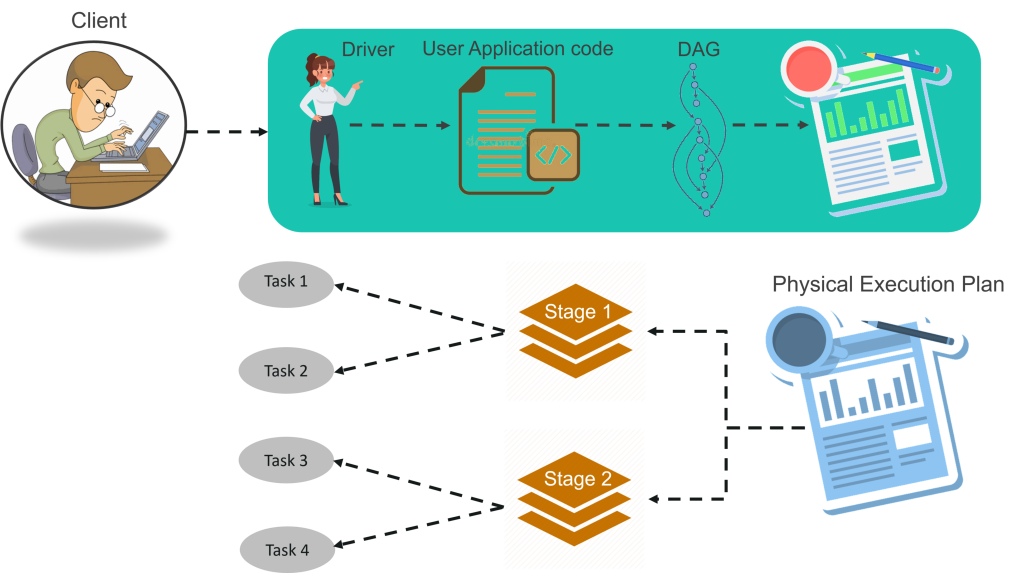 Client
Driver
User Application code
DAG
</>
Task 1
Stage 1
Physical Execution Plan
Task 2
Task 3
Stage 2
Task 4